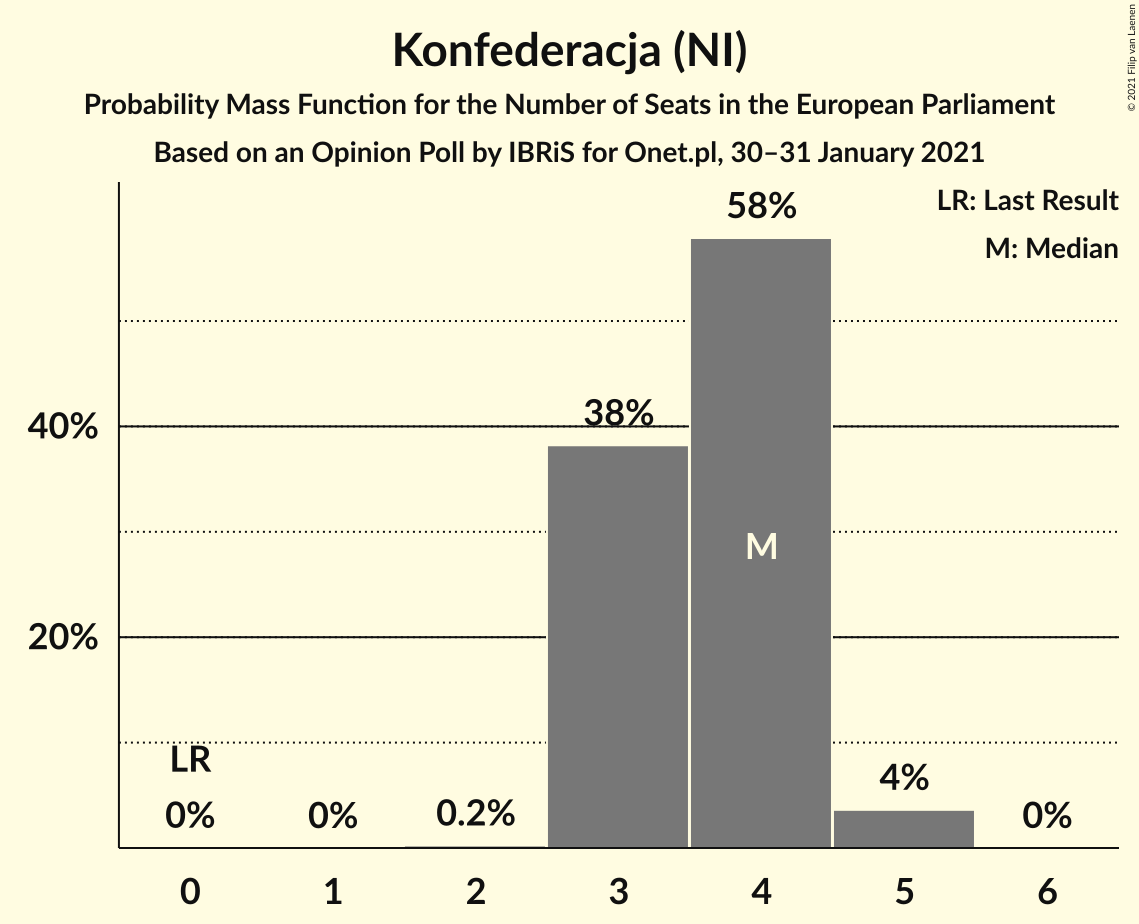 Konfederacja (NI)
Probability Mass Function for the Number of Seats in the European Parliament
Based on an Opinion Poll by IBRiS for Onet.pl, 30–31 January 2021
© 2021 Filip van Laenen
LR: Last Result
M: Median
58%
38%
40%
M
20%
LR
0%
0%
0.2%
4%
0%
0
1
2
3
4
5
6